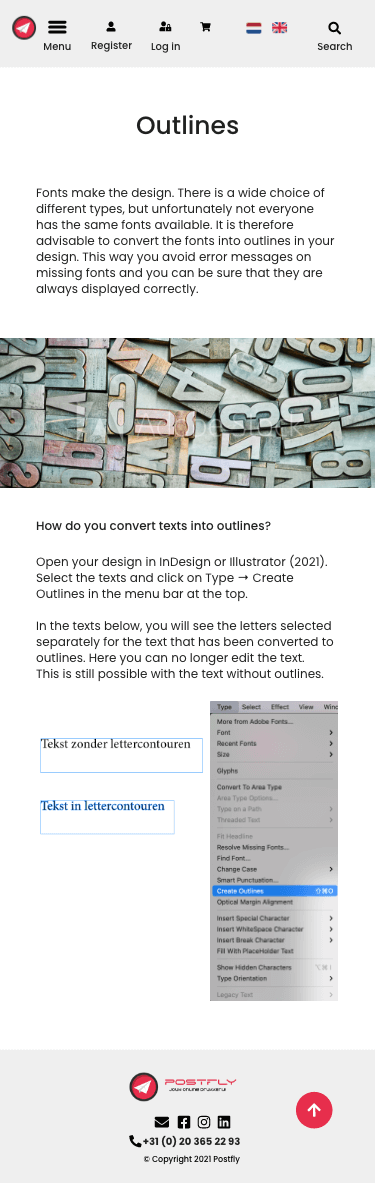 Menu
Register
Log in
Search
Outlines
Fonts make the design. There is a wide choice of
different types, but unfortunately not everyone
has the same fonts available. It is therefore
advisable to convert the fonts into outlines in your
design. This way you avoid error messages on
missing fonts and you can be sure that they are
always displayed correctly.
Adobe Stock
How do you convert texts into outlines?
Open your design in InDesign or Illustrator (2021).
Select the texts and click on Type → Create
Outlines in the menu bar at the top.
In the texts below, you will see the letters selected
separately for the text that has been converted to
outlines. Here you can no longer edit the text.
This is still possible with the text without outlines.
Tekst zonder lettercontouren
Tekst in lettercontouren
Type Select Effect View Winc
More from Adobe Fonts...
Font
Recent Fonts
Size
Glyphs
Convert To Area Type
Area Type Options...
Type on a Path
Threaded Text
Fit Headline
Resolve Missing Fonts...
Find Font...
Change Case
Smart Punctuation...
Create Outlines ⇧⌘O
Optical Margin Alignment
Insert Special Character
Insert WhiteSpace Character
Insert Break Character
Fill With PlaceHolder Text
Show Hidden Characters
Type Orientation
Legacy Text
POSTFLY
JOUW ONLINE DRUKKERIJ!
+31 (0) 20 365 22 93
© Copyright 2021 Postfly